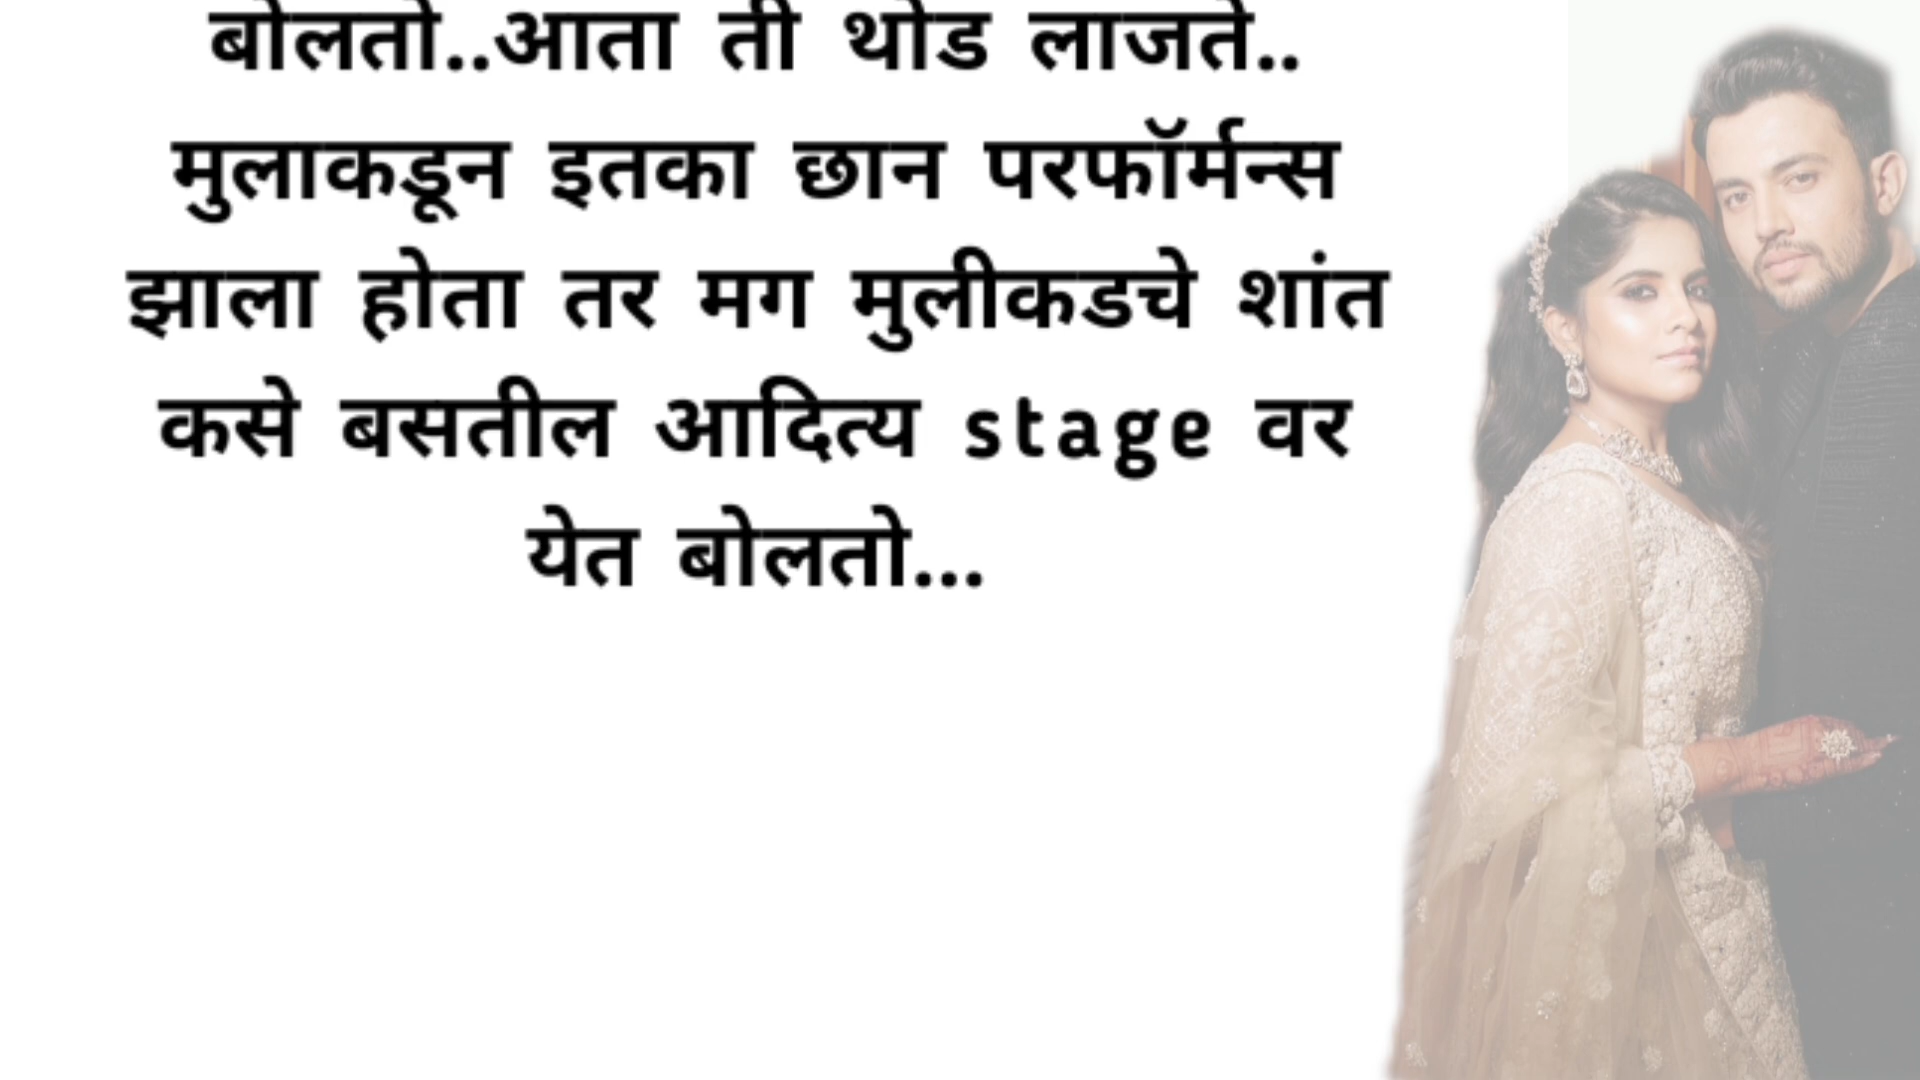 बोलतो..आता ती थोड लाजते..
मुलाकडून इतका छान परफॉर्मन्स
झाला होता तर मग मुलीकडचे शांत
कसे बसतील आदित्य stage वर
येत बोलतो...